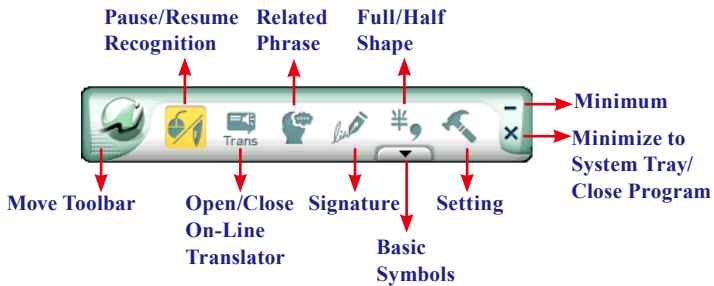 Pause/Resume
Recognition
Related
Phrase
Full/Half
Shape
Trans
Minimum
Minimize to
System Tray/
Close Program
Move Toolbar
Open/Close
On-Line
Translator
Signature
Basic
Symbols
Setting